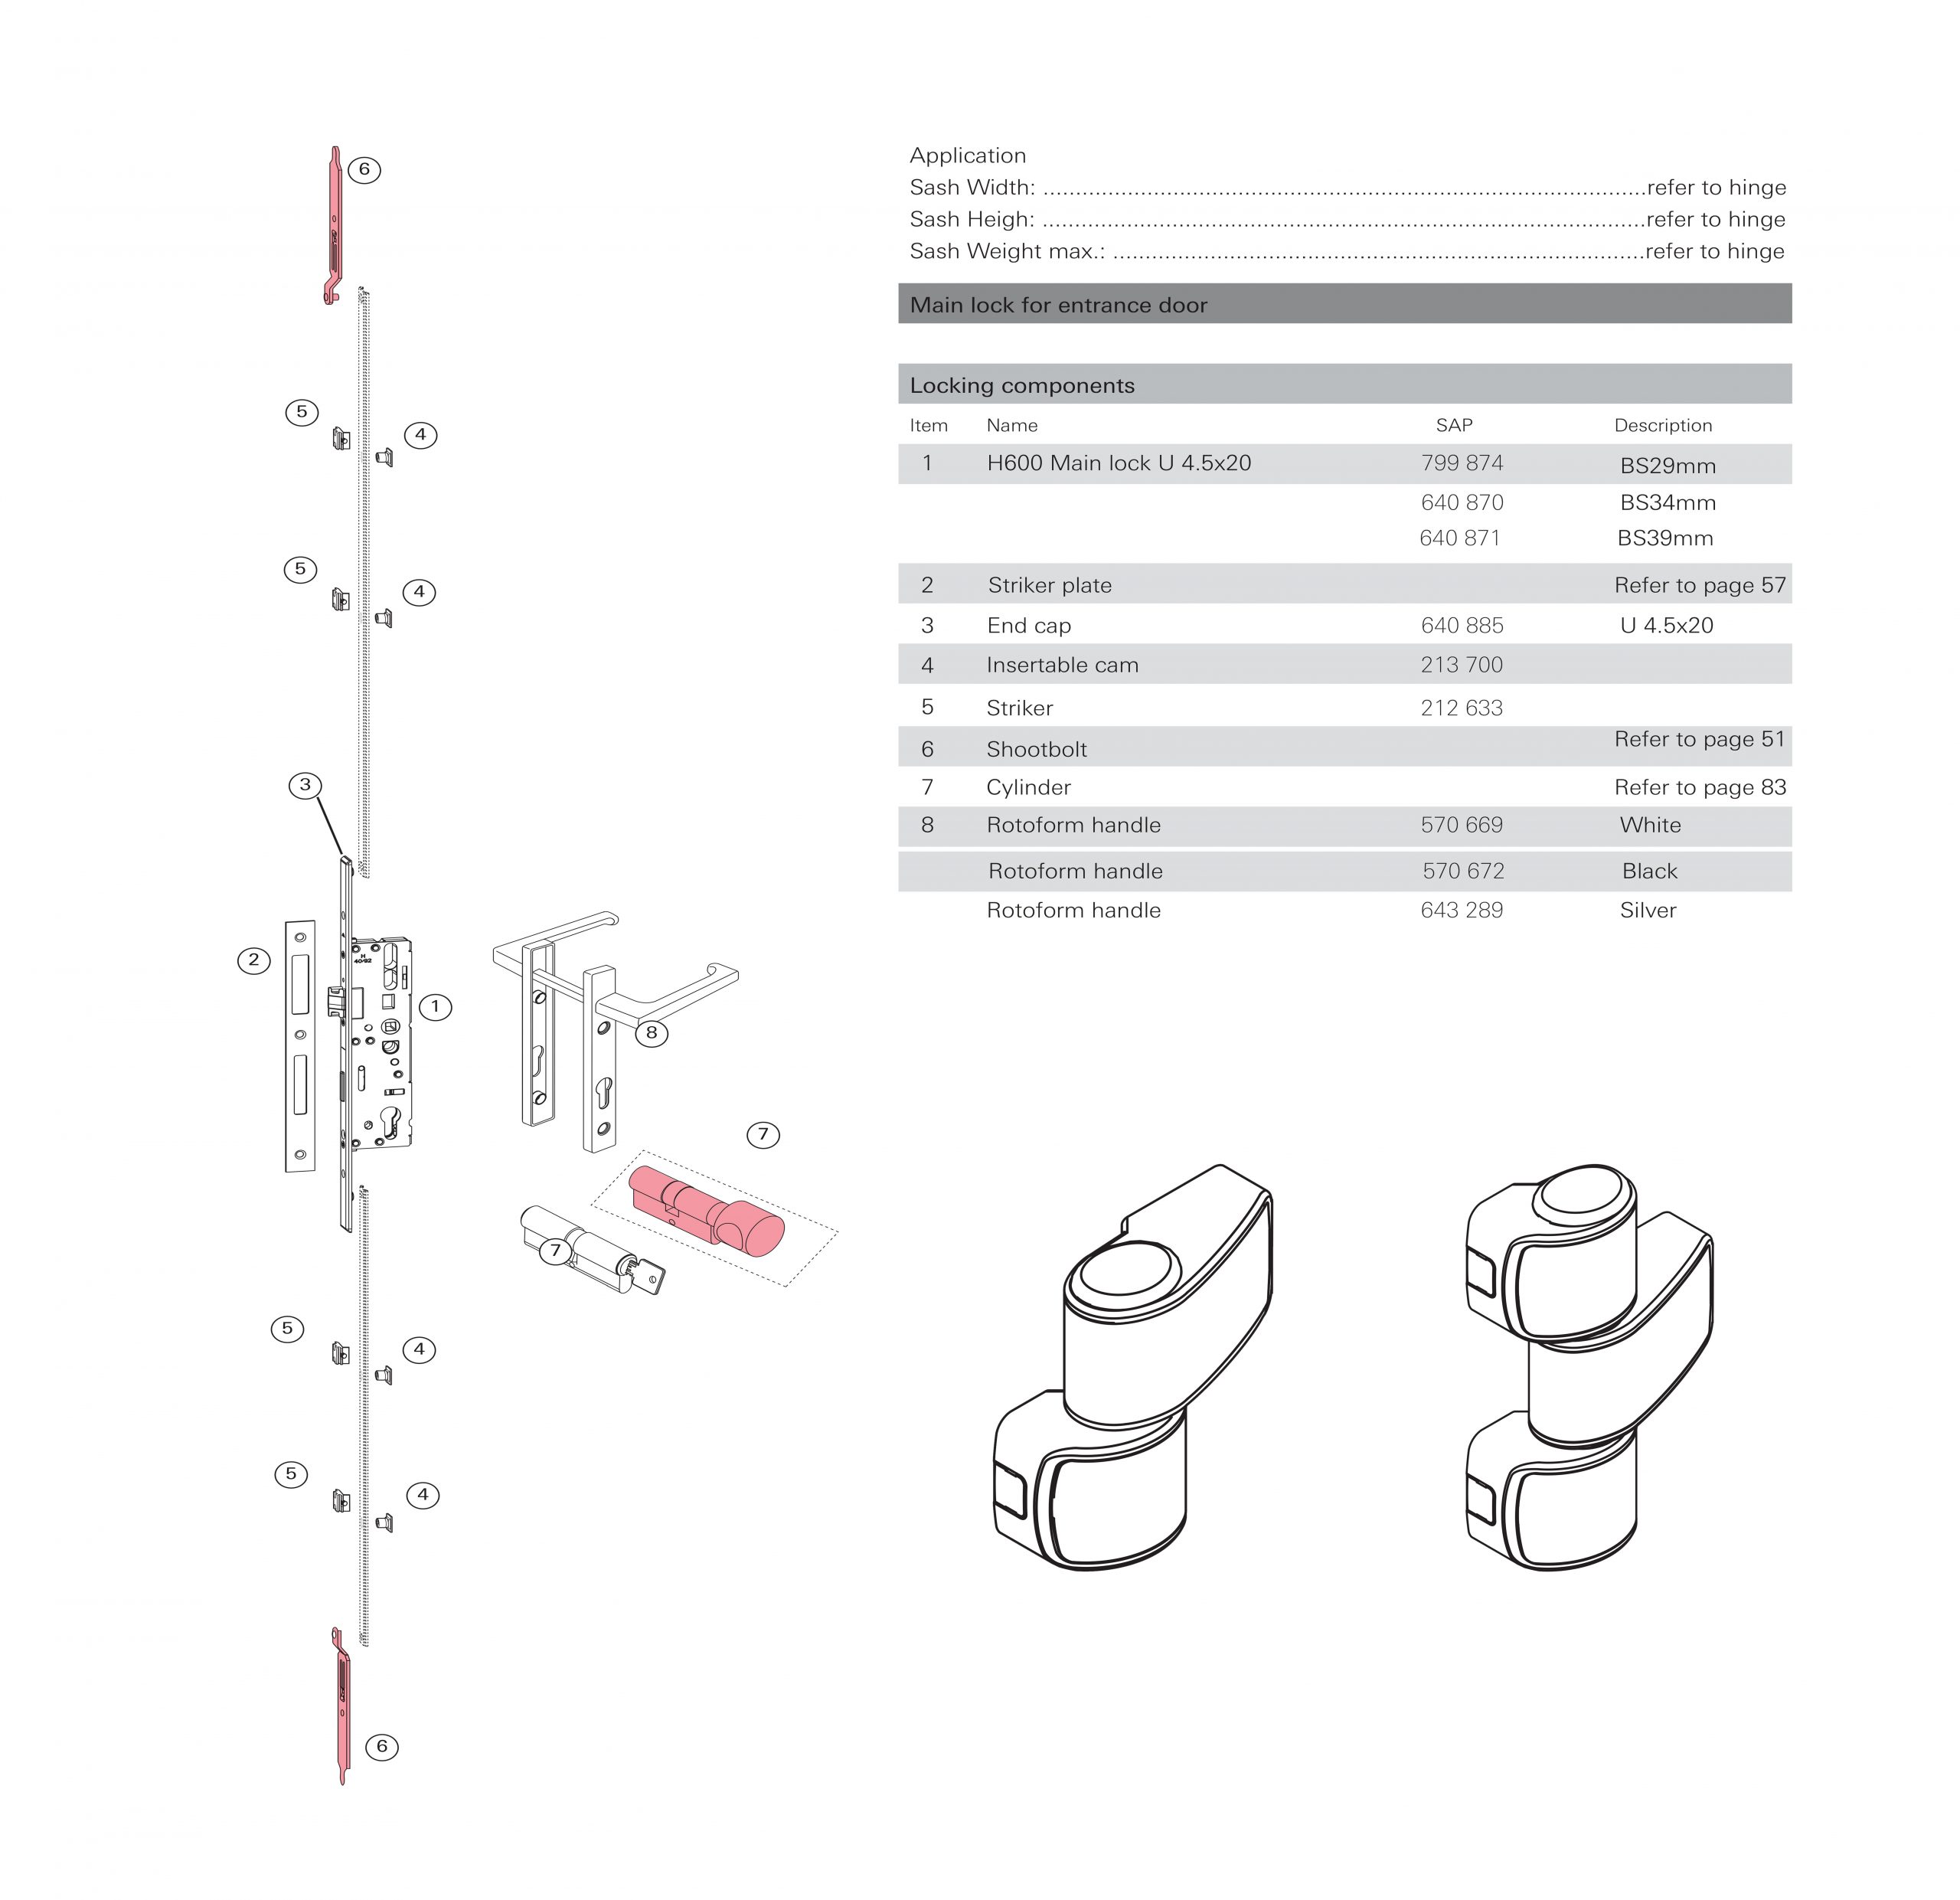 Application
Sash Width: ................................................................refer to hinge
Sash Heigh: ................................................................refer to hinge
Sash Weight max.: ................................................................refer to hinge
Main lock for entrance door
Locking components
Item Name SAP Description
1 H600 Main lock U 4.5x20 799 874 BS29mm
640 870 BS34mm
640 871 BS39mm
2 Striker plate Refer to page 57
3 End cap 640 885 U 4.5x20
4 Insertable cam 213 700
5 Striker 212 633
6 Shootbolt Refer to page 51
7 Cylinder Refer to page 83
8 Rotoform handle 570 669 White
Rotoform handle 570 672 Black
Rotoform handle 643 289 Silver
6
5
4
5
4
3
2
H
40/92
1
8
7
7
5
4
5
4
6